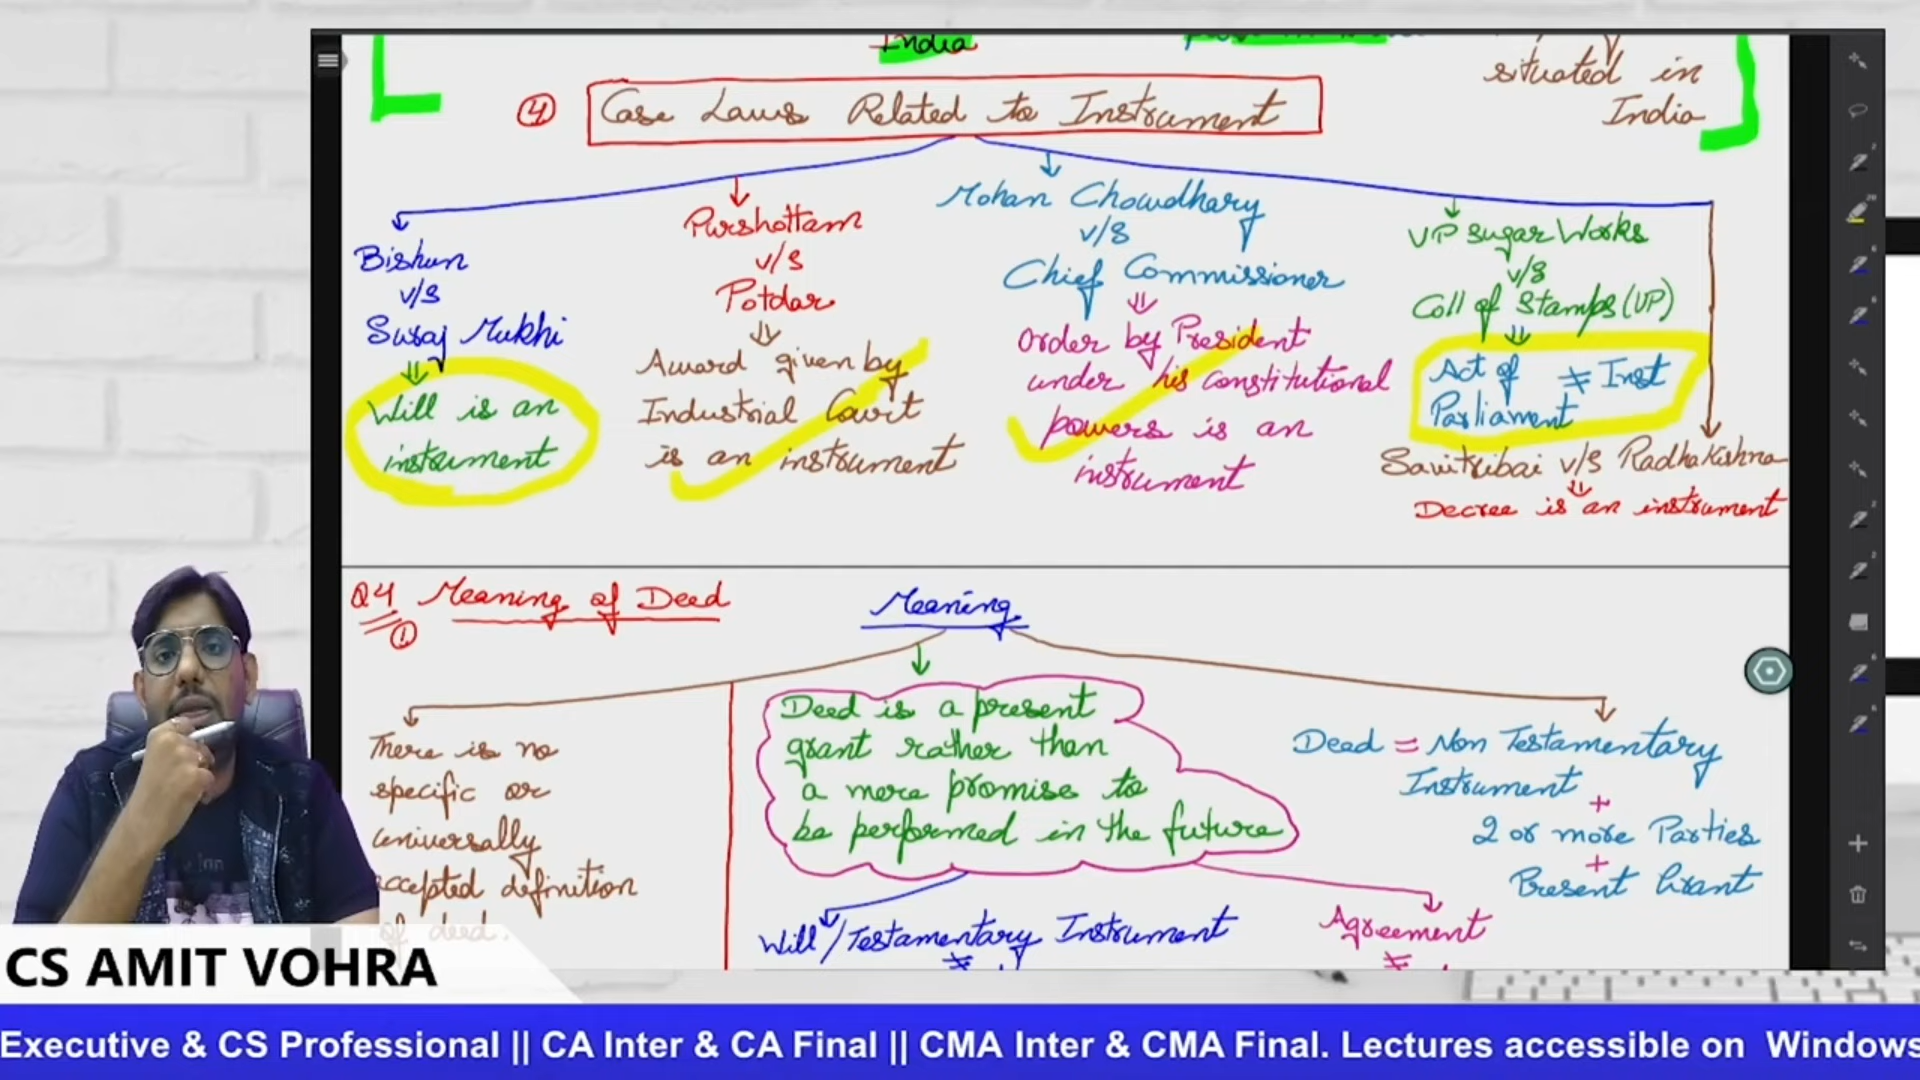 India
situated in
India
④ Case Laws Related to Instrument
Bishun
v/s
Suraj Mukhi
Will is an
instrument
Purshottam
v/s
Potdar
Award given by
Industrial Court
is an instrument
Mohan Chowdhary
v/s
Chief Commissioner
Order by President
under his constitutional
powers is an
instrument
UP Sugar Works
v/s
Coll of Stamps (UP)
Act of ≠ Inst
Parliament
Savitribai v/s RadhaKishna
Decree is an instrument
Q4 Meaning of Deed
①
Meaning
There is no
specific or
universally
accepted definition
of deed.
Deed is a present
grant rather than
a mere promise to
be performed in the future
Will/Testamentary Instrument
≠
Agreement
≠
Deed = Non Testamentary
Instrument
+
2 or more Parties
+
Present Grant
CS AMIT VOHRA
Executive & CS Professional || CA Inter & CA Final || CMA Inter & CMA Final. Lectures accessible on Windows